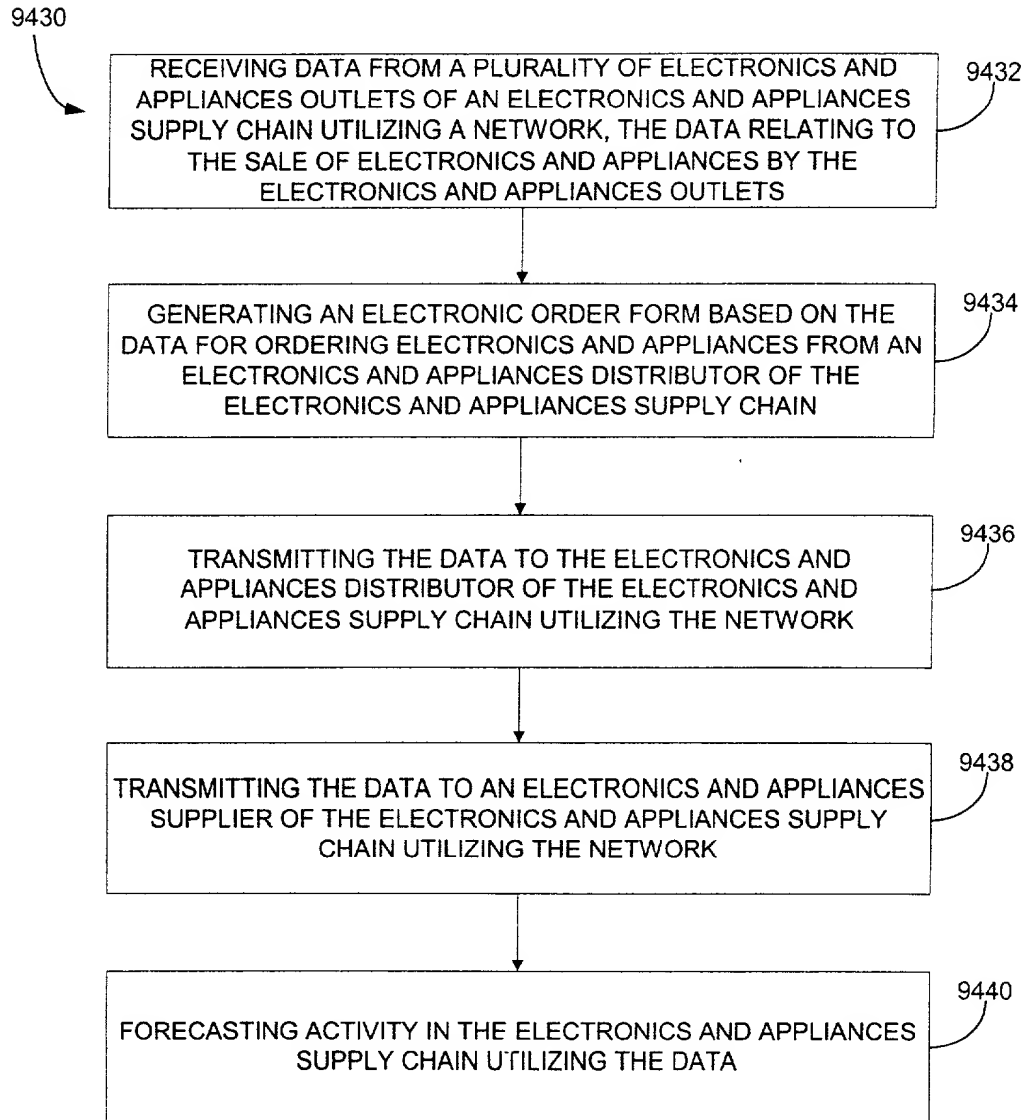 9430
RECEIVING DATA FROM A PLURALITY OF ELECTRONICS AND
APPLIANCES OUTLETS OF AN ELECTRONICS AND APPLIANCES
SUPPLY CHAIN UTILIZING A NETWORK, THE DATA RELATING TO
THE SALE OF ELECTRONICS AND APPLIANCES BY THE
ELECTRONICS AND APPLIANCES OUTLETS
9432
GENERATING AN ELECTRONIC ORDER FORM BASED ON THE
DATA FOR ORDERING ELECTRONICS AND APPLIANCES FROM AN
ELECTRONICS AND APPLIANCES DISTRIBUTOR OF THE
ELECTRONICS AND APPLIANCES SUPPLY CHAIN
9434
TRANSMITTING THE DATA TO THE ELECTRONICS AND
APPLIANCES DISTRIBUTOR OF THE ELECTRONICS AND
APPLIANCES SUPPLY CHAIN UTILIZING THE NETWORK
9436
TRANSMITTING THE DATA TO AN ELECTRONICS AND APPLIANCES
SUPPLIER OF THE ELECTRONICS AND APPLIANCES SUPPLY
CHAIN UTILIZING THE NETWORK
9438
FORECASTING ACTIVITY IN THE ELECTRONICS AND APPLIANCES
SUPPLY CHAIN UTILIZING THE DATA
9440